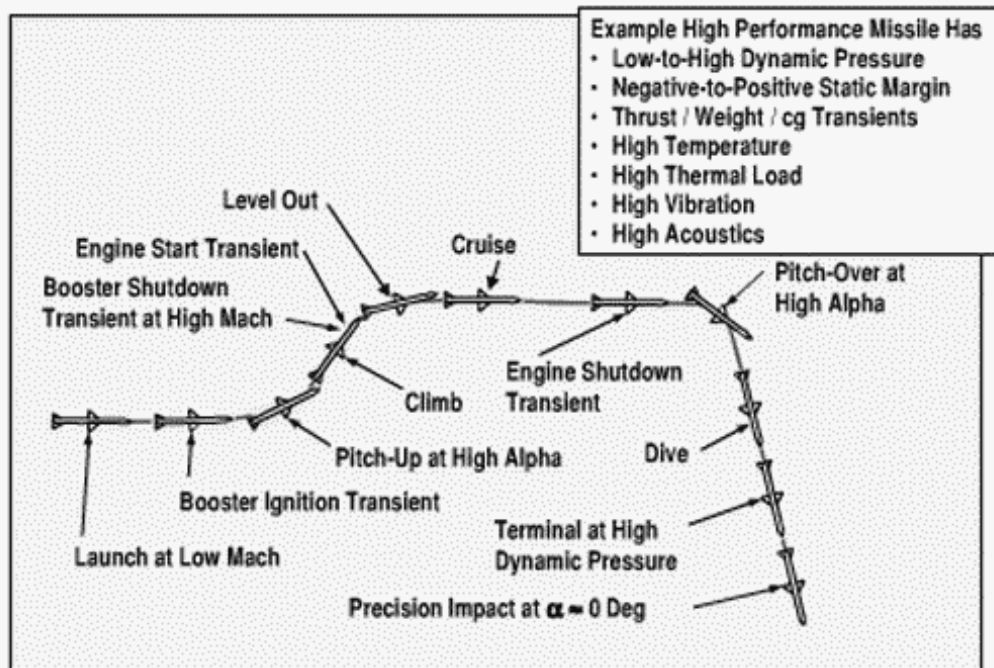 Example High Performance Missile Has
• Low-to-High Dynamic Pressure
• Negative-to-Positive Static Margin
• Thrust / Weight / cg Transients
• High Temperature
• High Thermal Load
• High Vibration
• High Acoustics
Level Out
Engine Start Transient
Cruise
Booster Shutdown
Transient at High Mach
Pitch-Over at
High Alpha
Climb
Engine Shutdown
Transient
Pitch-Up at High Alpha
Dive
Booster Ignition Transient
Launch at Low Mach
Terminal at High
Dynamic Pressure
Precision Impact at α ≈ 0 Deg